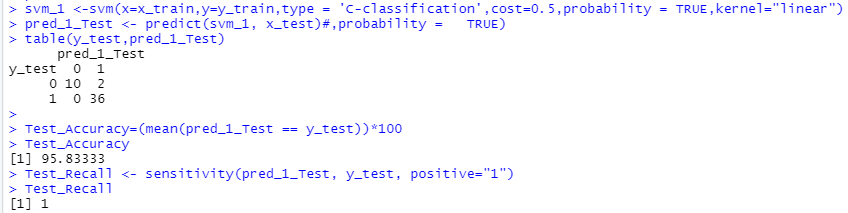 > svm_1 <-svm(x=x_train,y=y_train,type = 'C-classification',cost=0.5,probability = TRUE,kernel="linear")
> pred_1_Test <- predict(svm_1, x_test)#,probability =   TRUE)
> table(y_test,pred_1_Test)
      pred_1_Test
y_test  0  1
     0 10  2
     1  0 36
>
> Test_Accuracy=(mean(pred_1_Test == y_test))*100
> Test_Accuracy
[1] 95.83333
> Test_Recall <- sensitivity(pred_1_Test, y_test, positive="1")
> Test_Recall
[1] 1